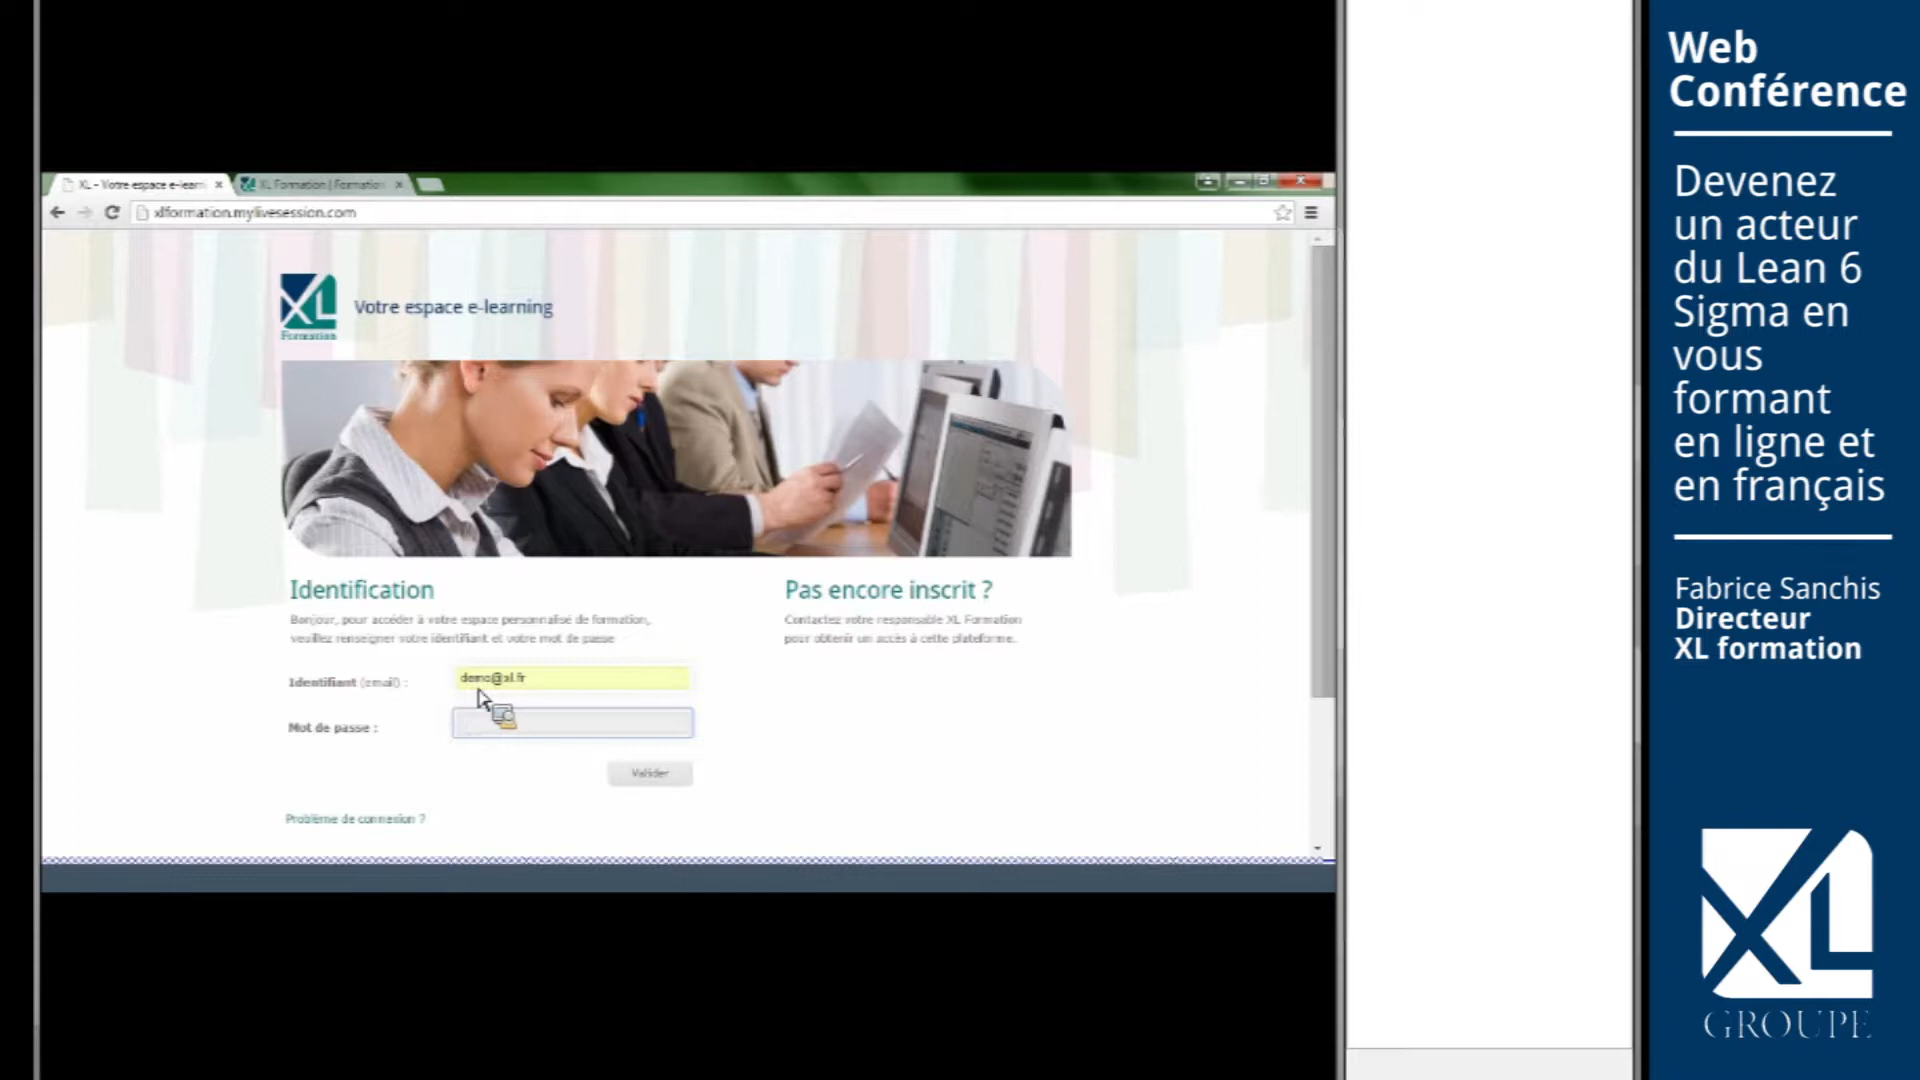 XL - Votre espace e-learn
XL Formation | Formation
xlformation.mylivesession.com
XL
Formation
Votre espace e-learning
Identification
Bonjour, pour accéder à votre espace personnalisé de formation,
veuillez renseigner votre identifiant et votre mot de passe
Identifiant (email) :
demo@xl.fr
Mot de passe :
Valider
Problème de connexion ?
Pas encore inscrit ?
Contactez votre responsable XL Formation
pour obtenir un accès à cette plateforme.
Web
Conférence
Devenez
un acteur
du Lean 6
Sigma en
vous
formant
en ligne et
en français
Fabrice Sanchis
Directeur
XL formation
XL
GROUPE